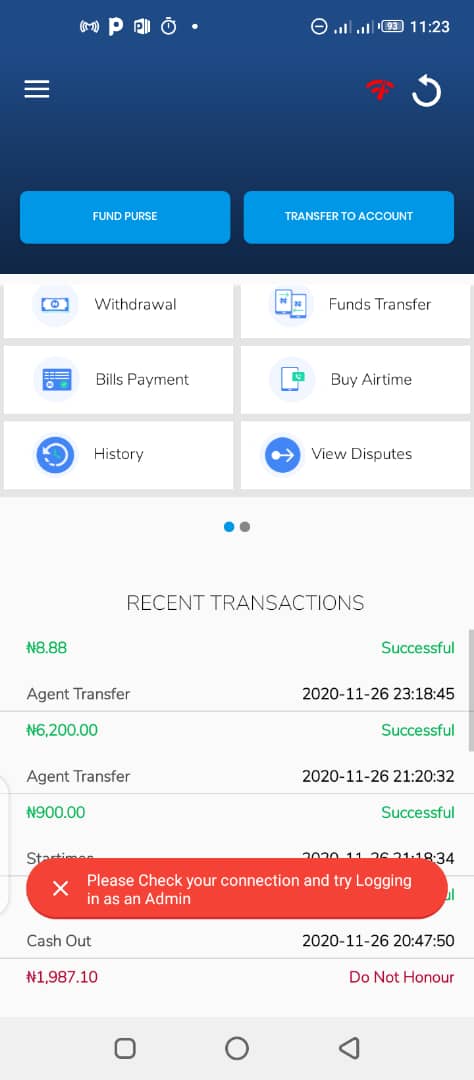 93 11:23
FUND PURSE TRANSFER TO ACCOUNT
Withdrawal Funds Transfer
Bills Payment Buy Airtime
History View Disputes
RECENT TRANSACTIONS
₦8.88 Successful
Agent Transfer 2020-11-26 23:18:45
₦6,200.00 Successful
Agent Transfer 2020-11-26 21:20:32
₦900.00 Successful
Startimes 2020-11-26 21:18:34
Please Check your connection and try Logging
in as an Admin
Cash Out 2020-11-26 20:47:50
₦1,987.10 Do Not Honour